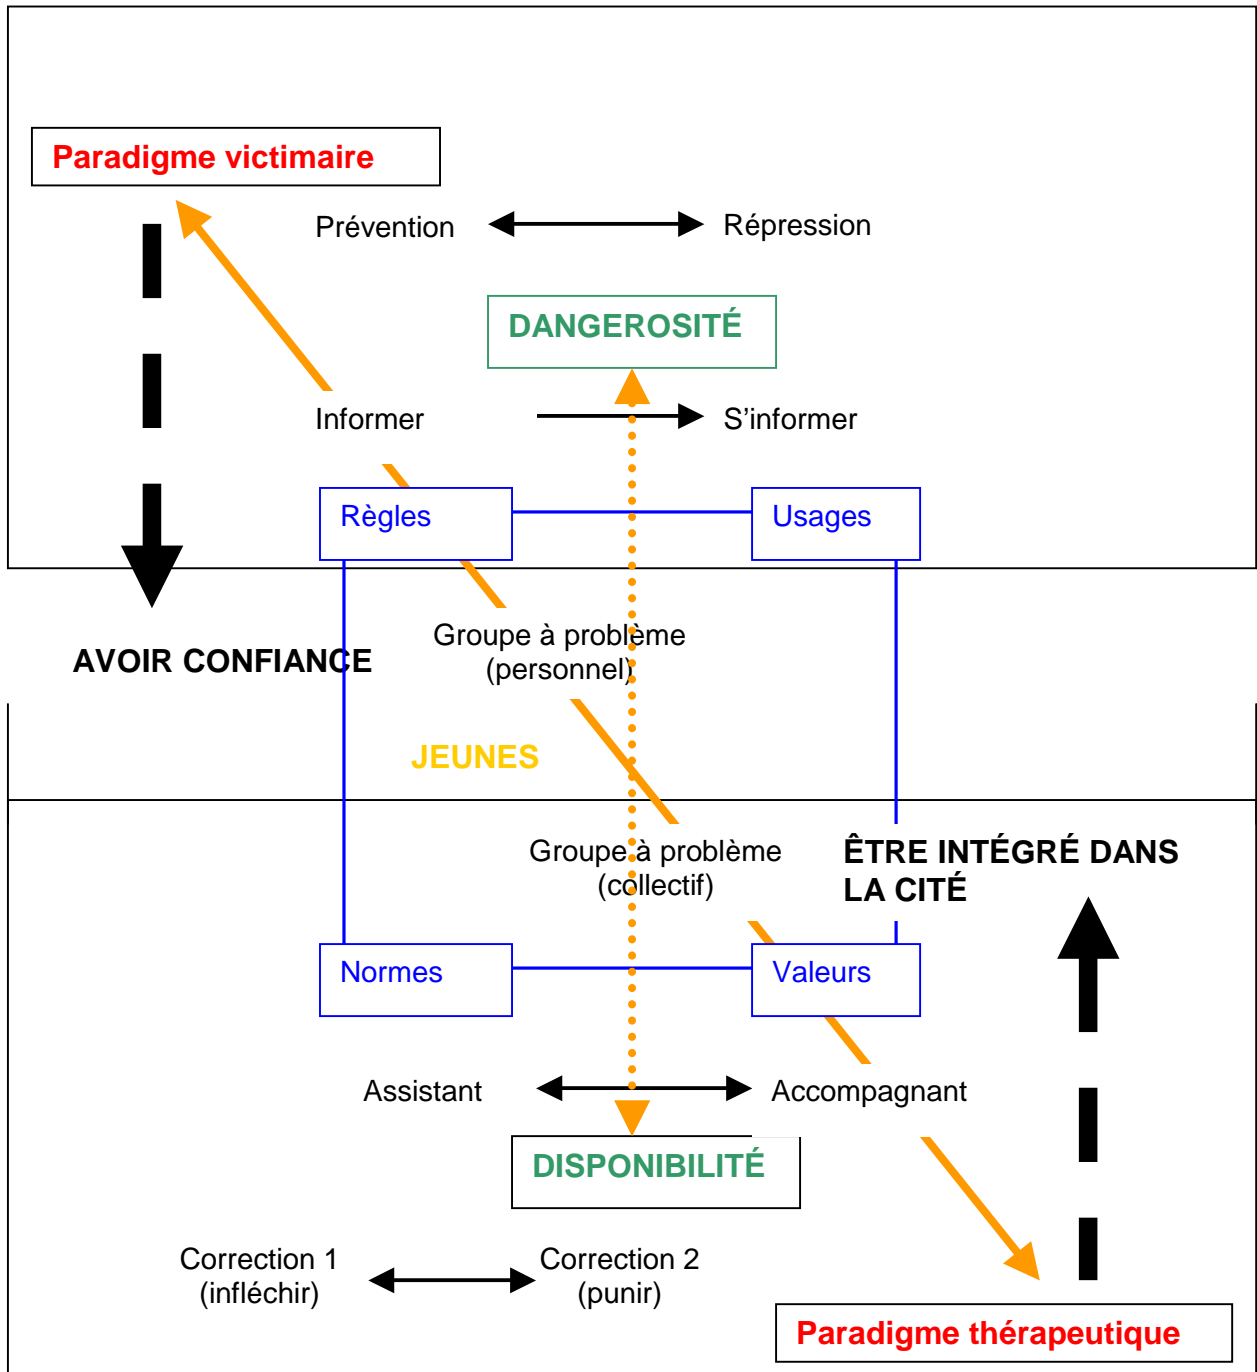 Paradigme victimaire
Prévention
Répression
DANGEROSITÉ
Informer
S’informer
Règles
Usages
Groupe à problème
(personnel)
AVOIR CONFIANCE
JEUNES
Groupe à problème
(collectif)
ÊTRE INTÉGRÉ DANS
LA CITÉ
Normes
Valeurs
Assistant
Accompagnant
DISPONIBILITÉ
Correction 1
(infléchir)
Correction 2
(punir)
Paradigme thérapeutique